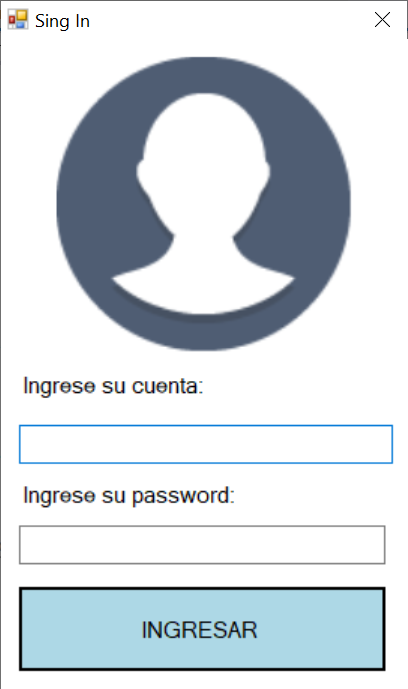 Sing In
Ingrese su cuenta:
Ingrese su password:
INGRESAR